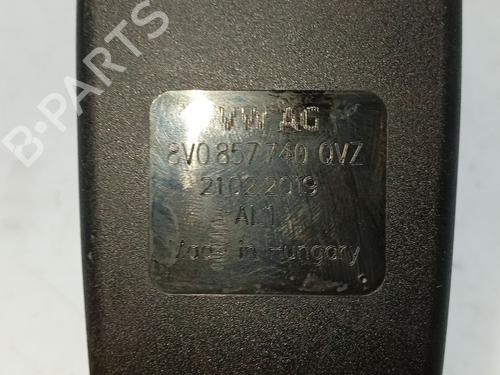 B-PARTS
VW AG
8V0 857 740 QVZ
21.02.2019
AL1
Made in Hungary